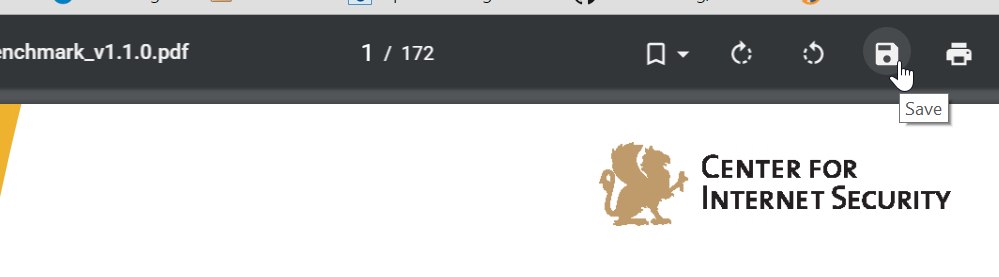 enchmark_v1.1.0.pdf
1 / 172
Save
CENTER FOR
INTERNET SECURITY